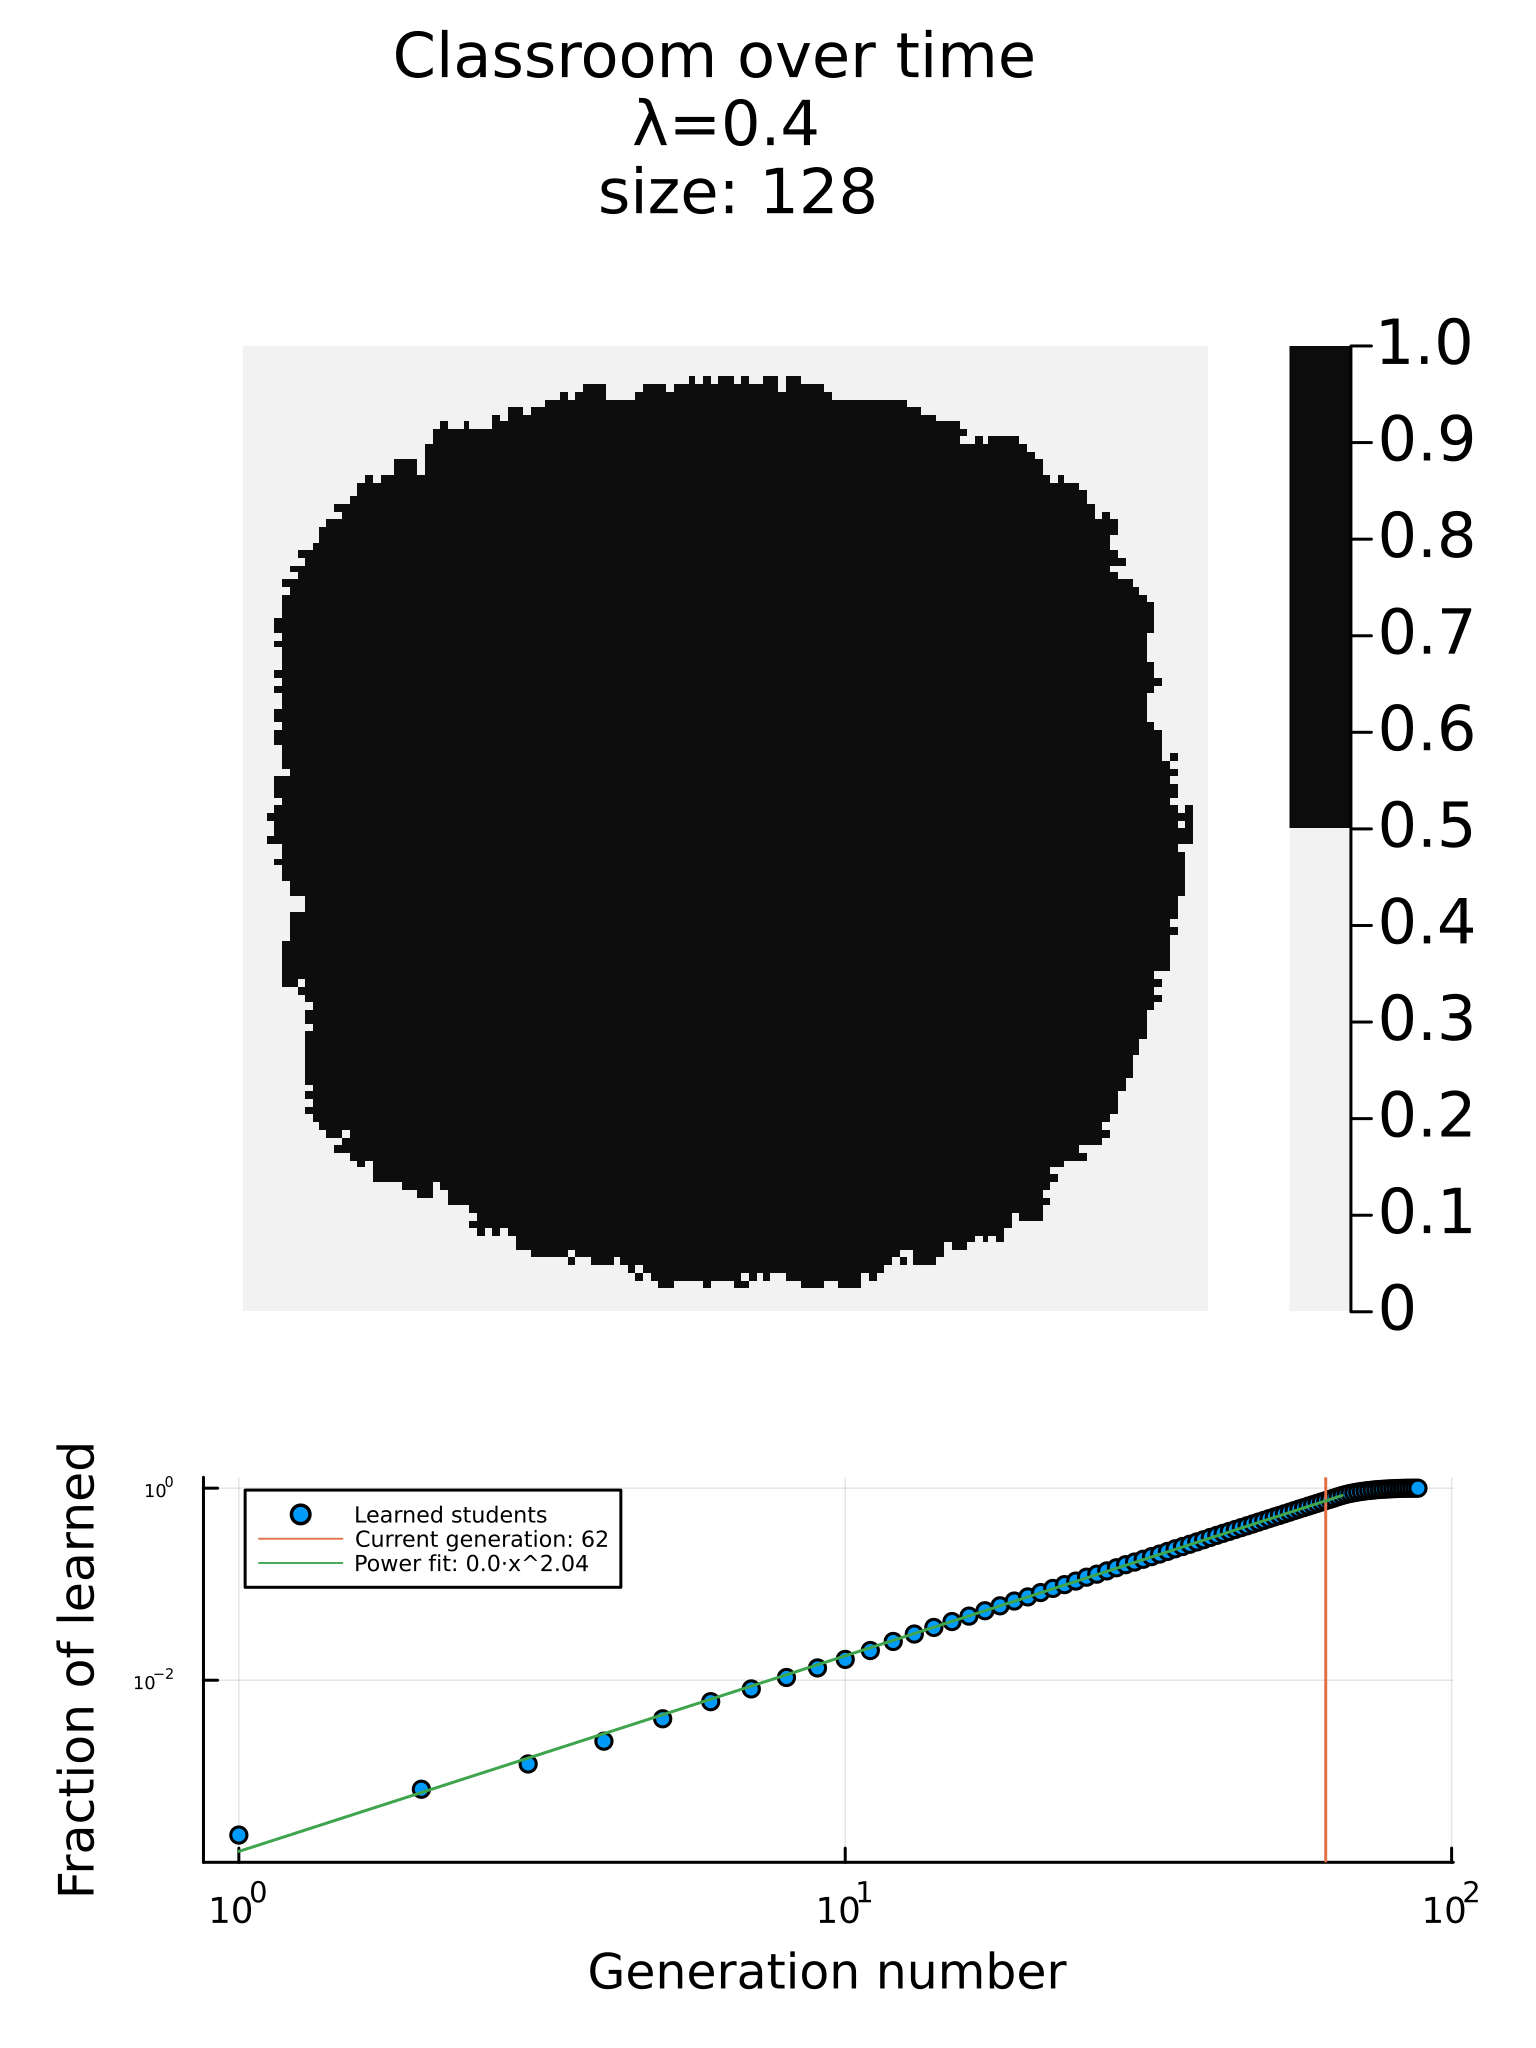 Classroom over time
λ=0.4
size: 128
1.0
0.9
0.8
0.7
0.6
0.5
0.4
0.3
0.2
0.1
0
Fraction of learned
10^0
10^-2
Learned students
Current generation: 62
Power fit: 0.0·x^2.04
10^0
10^1
10^2
Generation number